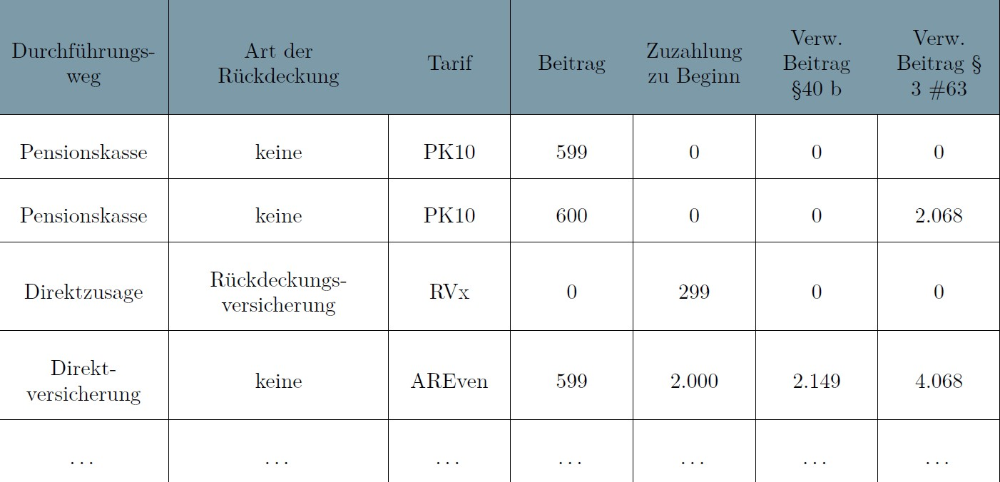 Durchführungs-
weg
Art der
Rückdeckung
Tarif
Beitrag
Zuzahlung
zu Beginn
Verw.
Beitrag
§40 b
Verw.
Beitrag §
3 #63
Pensionskasse keine PK10 599 0 0 0
Pensionskasse keine PK10 600 0 0 2.068
Direktzusage
Rückdeckungs-
versicherung
RVx 0 299 0 0
Direkt-
versicherung
keine AREven 599 2.000 2.149 4.068
... ... ... ... ... ... ...